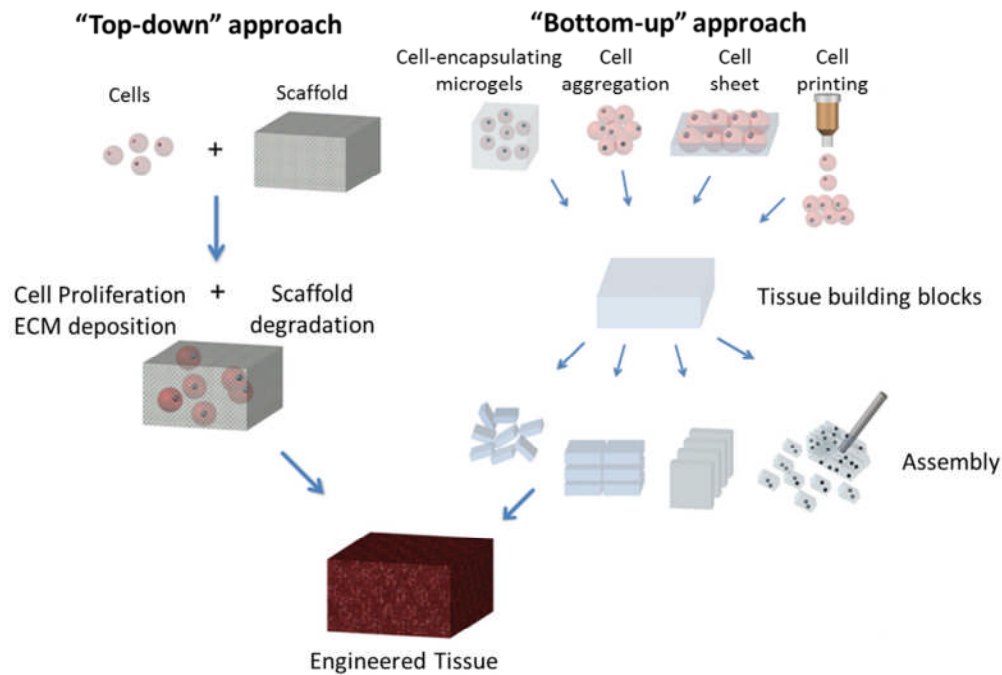 “Top-down” approach
Cells
Scaffold
+
Cell Proliferation
ECM deposition
+
Scaffold
degradation
“Bottom-up” approach
Cell-encapsulating
microgels
Cell
aggregation
Cell
sheet
Cell
printing
Tissue building blocks
Assembly
Engineered Tissue